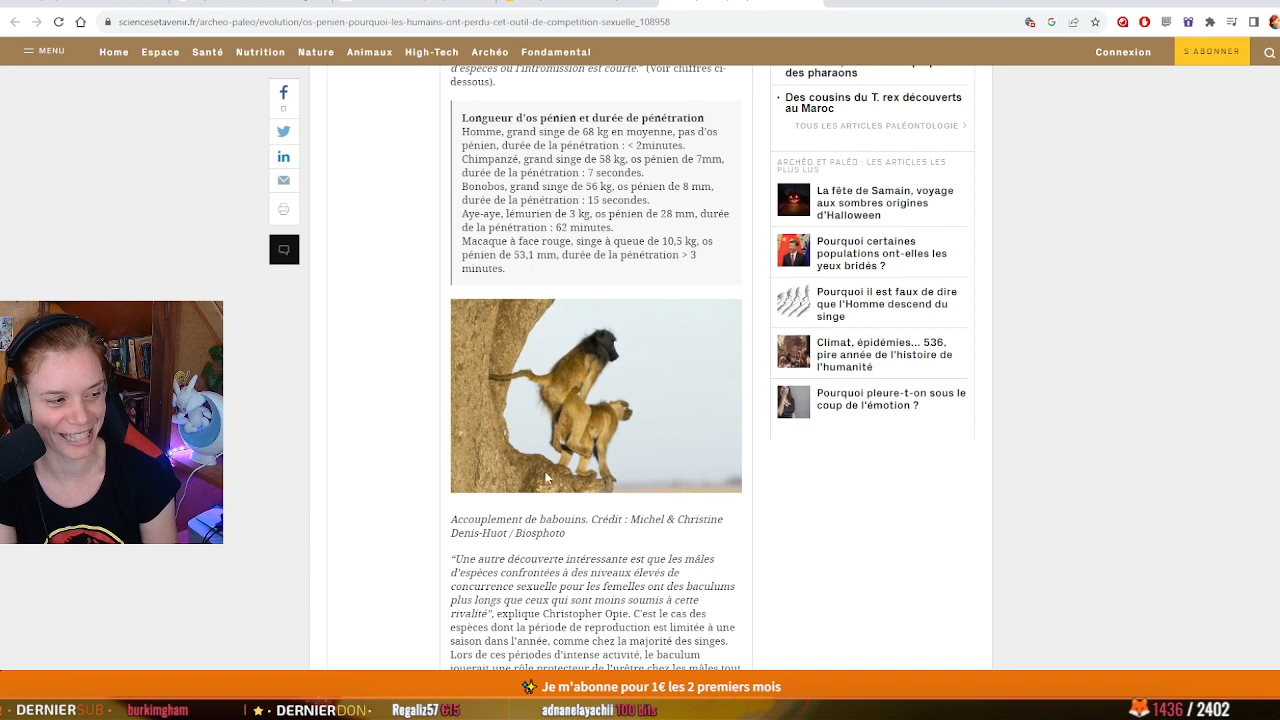 sciencesetavenir.fr/archeo-paleo/evolution/os-penien-pourquoi-les-humains-ont-perdu-cet-outil-de-competition-sexuelle_108958
MENU
Home Espace Santé Nutrition Nature Animaux High-Tech Archéo Fondamental
Connexion
S'ABONNER
d'espèces où l'intromission est courte." (Voir chiffres ci-
dessous).
Longueur d'os pénien et durée de pénétration
Homme, grand singe de 68 kg en moyenne, pas d'os
pénien, durée de la pénétration : < 2minutes.
Chimpanzé, grand singe de 58 kg, os pénien de 7mm,
durée de la pénétration : 7 secondes.
Bonobos, grand singe de 56 kg, os pénien de 8 mm,
durée de la pénétration : 15 secondes.
Aye-aye, lémurien de 3 kg, os pénien de 28 mm, durée
de la pénétration : 62 minutes.
Macaque à face rouge, singe à queue de 10,5 kg, os
pénien de 53,1 mm, durée de la pénétration > 3
minutes.
Accouplement de babouins. Crédit : Michel & Christine
Denis-Huot / Biosphoto
“Une autre découverte intéressante est que les mâles
d’espèces confrontées à des niveaux élevés de
concurrence sexuelle pour les femelles ont des baculums
plus longs que ceux qui sont moins soumis à cette
rivalité”, explique Christopher Opie. C'est le cas des
espèces dont la période de reproduction est limitée à une
saison dans l’année, comme chez la majorité des singes.
Lors de ces périodes d’intense activité, le baculum
jouerait une rôle protecteur de l'urètre chez les mâles tout
des pharaons
Des cousins du T. rex découverts
au Maroc
TOUS LES ARTICLES PALÉONTOLOGIE
ARCHÉO ET PALÉO : LES ARTICLES LES
PLUS LUS
La fête de Samain, voyage
aux sombres origines
d'Halloween
Pourquoi certaines
populations ont-elles les
yeux bridés ?
Pourquoi il est faux de dire
que l'Homme descend du
singe
Climat, épidémies... 536,
pire année de l'histoire de
l'humanité
Pourquoi pleure-t-on sous le
coup de l'émotion ?
Je m'abonne pour 1€ les 2 premiers mois
DERNIERSUB burkimgham DERNIERDON Regaliz57 €15 adnanelayachii 100 bits 1436 / 2402